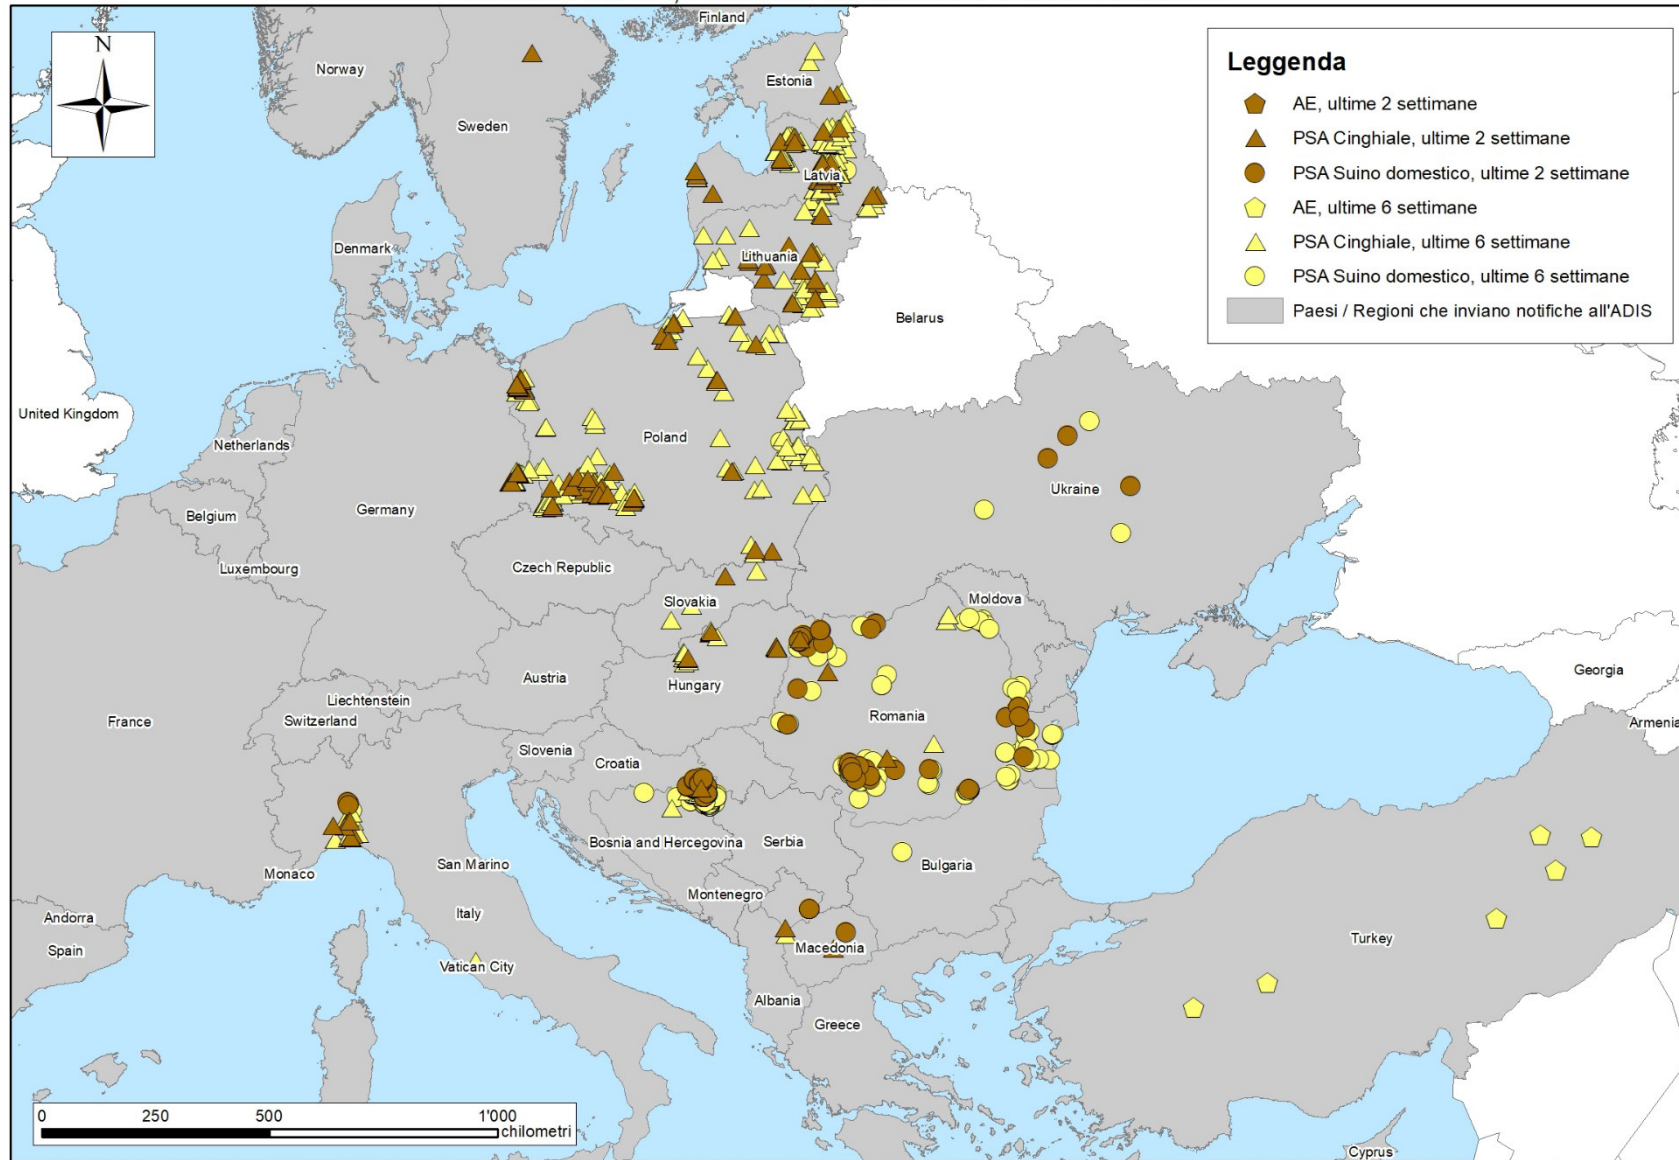 Finland
N
Norway
Estonia
Sweden
Latvia
Denmark
Lithuania
Belarus
United Kingdom
Netherlands
Poland
Ukraine
Belgium
Germany
Luxembourg
Czech Republic
Slovakia
Moldova
Austria
Hungary
Liechtenstein
Switzerland
France
Romania
Georgia
Armenia
Slovenia
Croatia
Bosnia and Hercegovina
Serbia
Bulgaria
Monaco
San Marino
Montenegro
Andorra
Italy
Spain
Macedonia
Turkey
Vatican City
Albania
Greece
Cyprus
Leggenda
AE, ultime 2 settimane
PSA Cinghiale, ultime 2 settimane
PSA Suino domestico, ultime 2 settimane
AE, ultime 6 settimane
PSA Cinghiale, ultime 6 settimane
PSA Suino domestico, ultime 6 settimane
Paesi / Regioni che inviano notifiche all'ADIS
0 250 500 1'000
chilometri